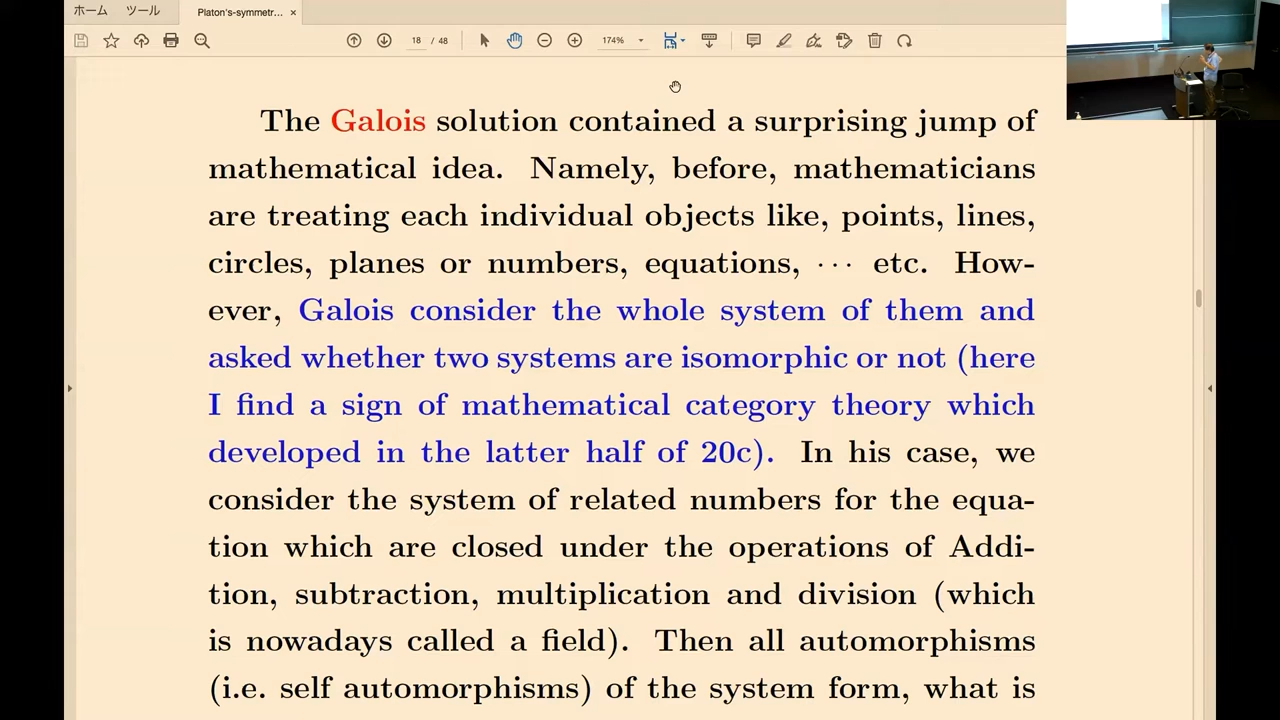 ホーム ツール Platon's-symmetr... ×
18 / 48 174%
The Galois solution contained a surprising jump of
mathematical idea. Namely, before, mathematicians
are treating each individual objects like, points, lines,
circles, planes or numbers, equations, ··· etc. How-
ever, Galois consider the whole system of them and
asked whether two systems are isomorphic or not (here
I find a sign of mathematical category theory which
developed in the latter half of 20c). In his case, we
consider the system of related numbers for the equa-
tion which are closed under the operations of Addi-
tion, subtraction, multiplication and division (which
is nowadays called a field). Then all automorphisms
(i.e. self automorphisms) of the system form, what is